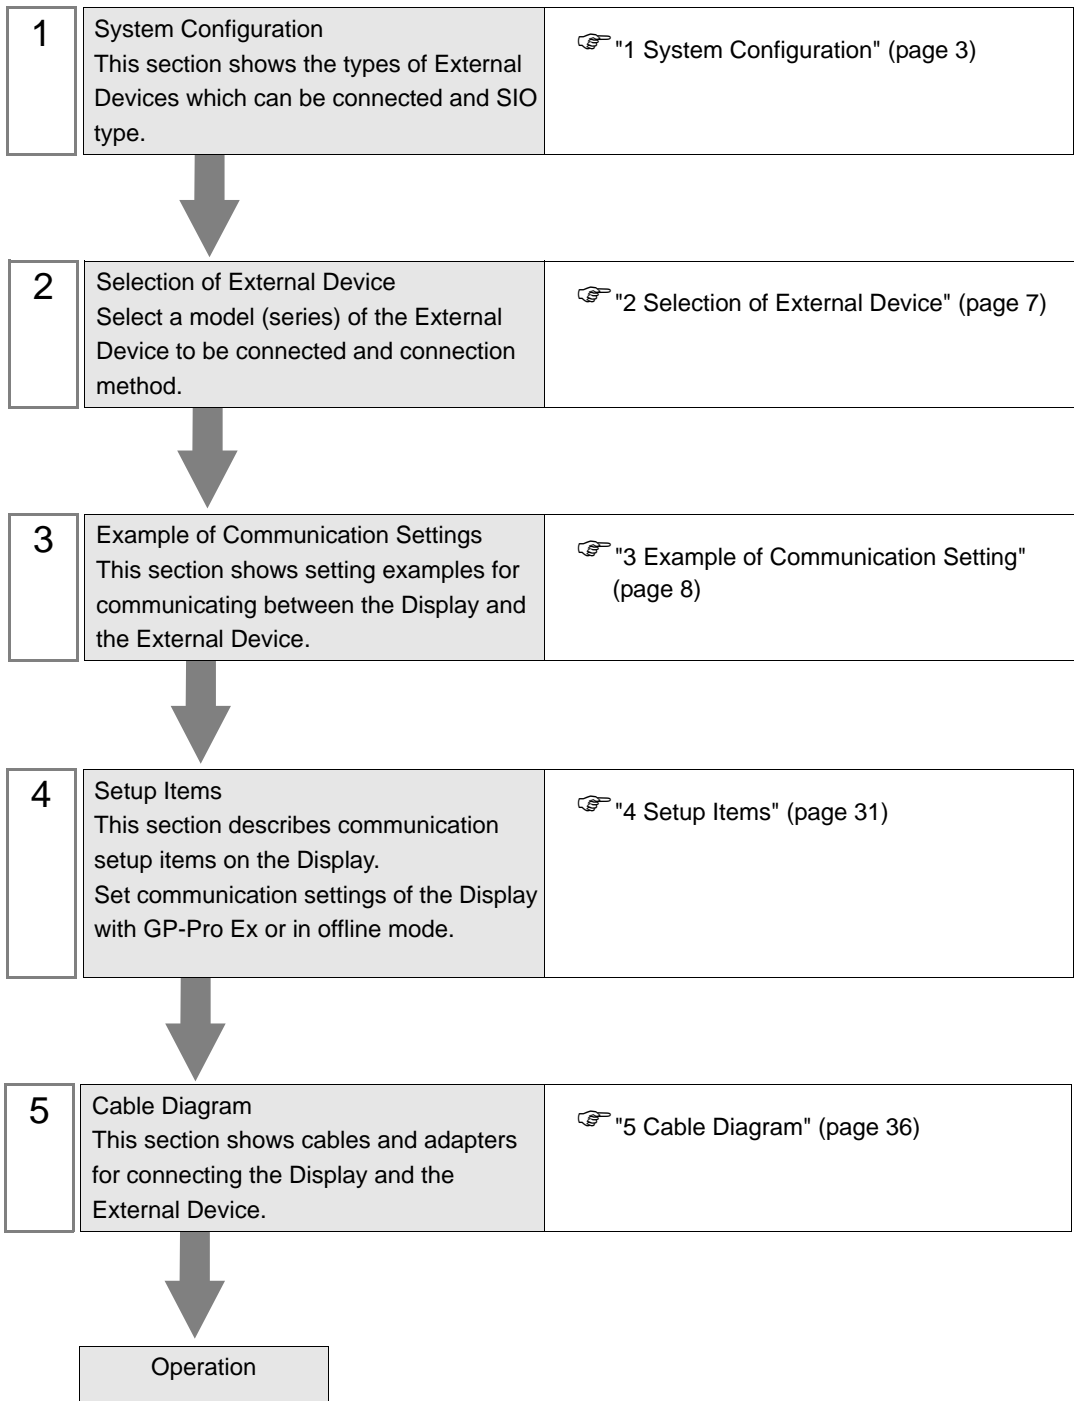 1
System Configuration
This section shows the types of External
Devices which can be connected and SIO
type.
"1 System Configuration" (page 3)
2
Selection of External Device
Select a model (series) of the External
Device to be connected and connection
method.
"2 Selection of External Device" (page 7)
3
Example of Communication Settings
This section shows setting examples for
communicating between the Display and
the External Device.
"3 Example of Communication Setting"
(page 8)
4
Setup Items
This section describes communication
setup items on the Display.
Set communication settings of the Display
with GP-Pro Ex or in offline mode.
"4 Setup Items" (page 31)
5
Cable Diagram
This section shows cables and adapters
for connecting the Display and the
External Device.
"5 Cable Diagram" (page 36)
Operation